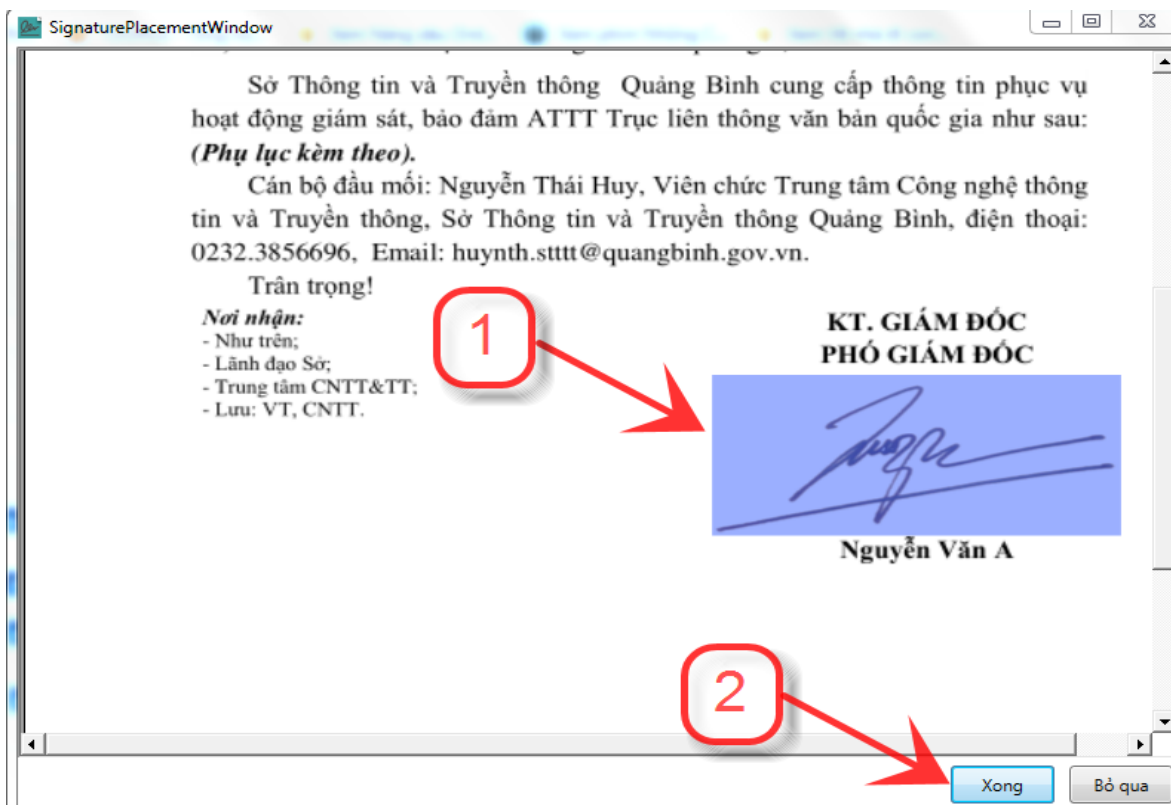 SignaturePlacementWindow
Sở Thông tin và Truyền thông Quảng Bình cung cấp thông tin phục vụ
hoạt động giám sát, bảo đảm ATTT Trục liên thông văn bản quốc gia như sau:
(Phụ lục kèm theo).
Cán bộ đầu mối: Nguyễn Thái Huy, Viên chức Trung tâm Công nghệ thông
tin và Truyền thông, Sở Thông tin và Truyền thông Quảng Bình, điện thoại:
0232.3856696, Email: huynth.stttt@quangbinh.gov.vn.
Trân trọng!
Nơi nhận:
- Như trên;
- Lãnh đạo Sở;
- Trung tâm CNTT&TT;
- Lưu: VT, CNTT.
1
KT. GIÁM ĐỐC
PHÓ GIÁM ĐỐC
Nguyễn Văn A
2
Xong
Bỏ qua